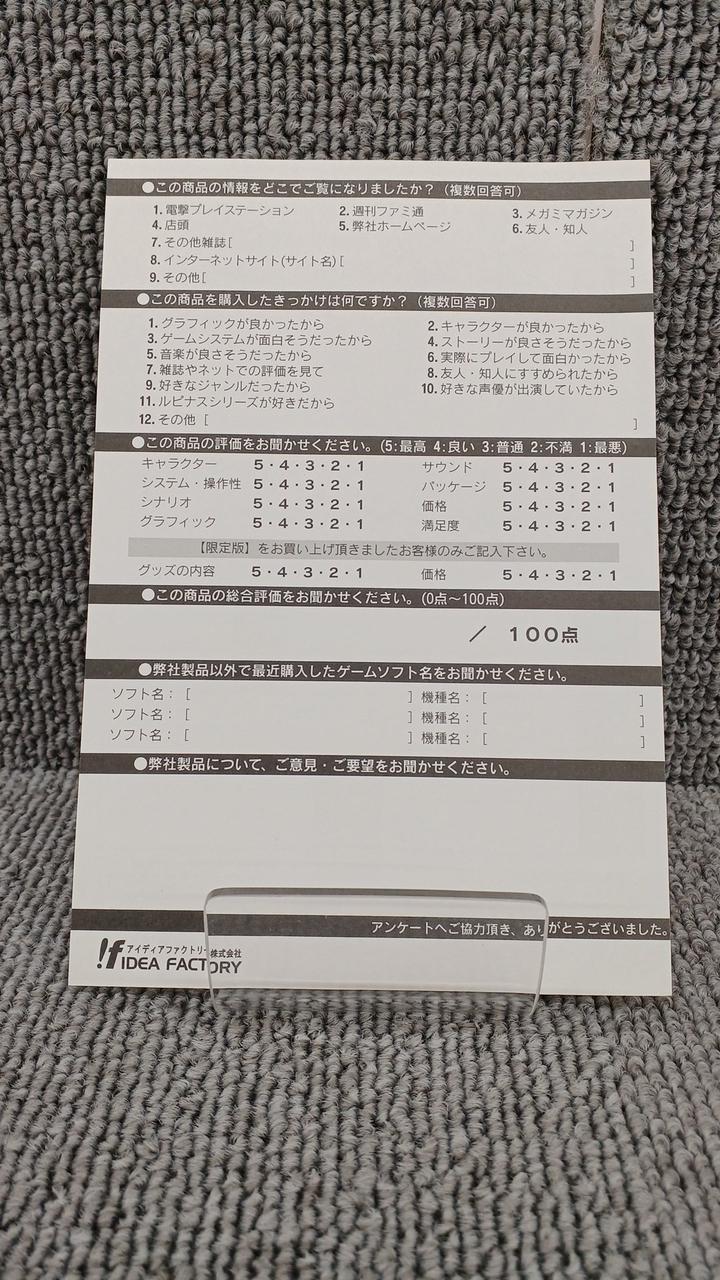 ●この商品の情報をどこでご覧になりましたか？（複数回答可）
1. 電撃プレイステーション 2. 週刊ファミ通 3. メガミマガジン
4. 店頭 5. 弊社ホームページ 6. 友人・知人
7. その他雑誌［ ］
8. インターネットサイト(サイト名)［ ］
9. その他［ ］
●この商品を購入したきっかけは何ですか？（複数回答可）
1. グラフィックが良かったから 2. キャラクターが良かったから
3. ゲームシステムが面白そうだったから 4. ストーリーが良さそうだったから
5. 音楽が良さそうだったから 6. 実際にプレイして面白かったから
7. 雑誌やネットでの評価を見て 8. 友人・知人にすすめられたから
9. 好きなジャンルだったから 10. 好きな声優が出演していたから
11. ルピナスシリーズが好きだから
12. その他［ ］
●この商品の評価をお聞かせください。(5:最高 4:良い 3:普通 2:不満 1:最悪)
キャラクター 5・4・3・2・1 サウンド 5・4・3・2・1
システム・操作性 5・4・3・2・1 パッケージ 5・4・3・2・1
シナリオ 5・4・3・2・1 価格 5・4・3・2・1
グラフィック 5・4・3・2・1 満足度 5・4・3・2・1
【限定版】をお買い上げ頂きましたお客様のみご記入下さい。
グッズの内容 5・4・3・2・1 価格 5・4・3・2・1
●この商品の総合評価をお聞かせください。(0点～100点)
／ 100点
●弊社製品以外で最近購入したゲームソフト名をお聞かせください。
ソフト名：［ ］機種名：［ ］
ソフト名：［ ］機種名：［ ］
ソフト名：［ ］機種名：［ ］
●弊社製品について、ご意見・ご要望をお聞かせください。
アンケートへご協力頂き、ありがとうございました。
!f アイディアファクトリー株式会社
IDEA FACTORY